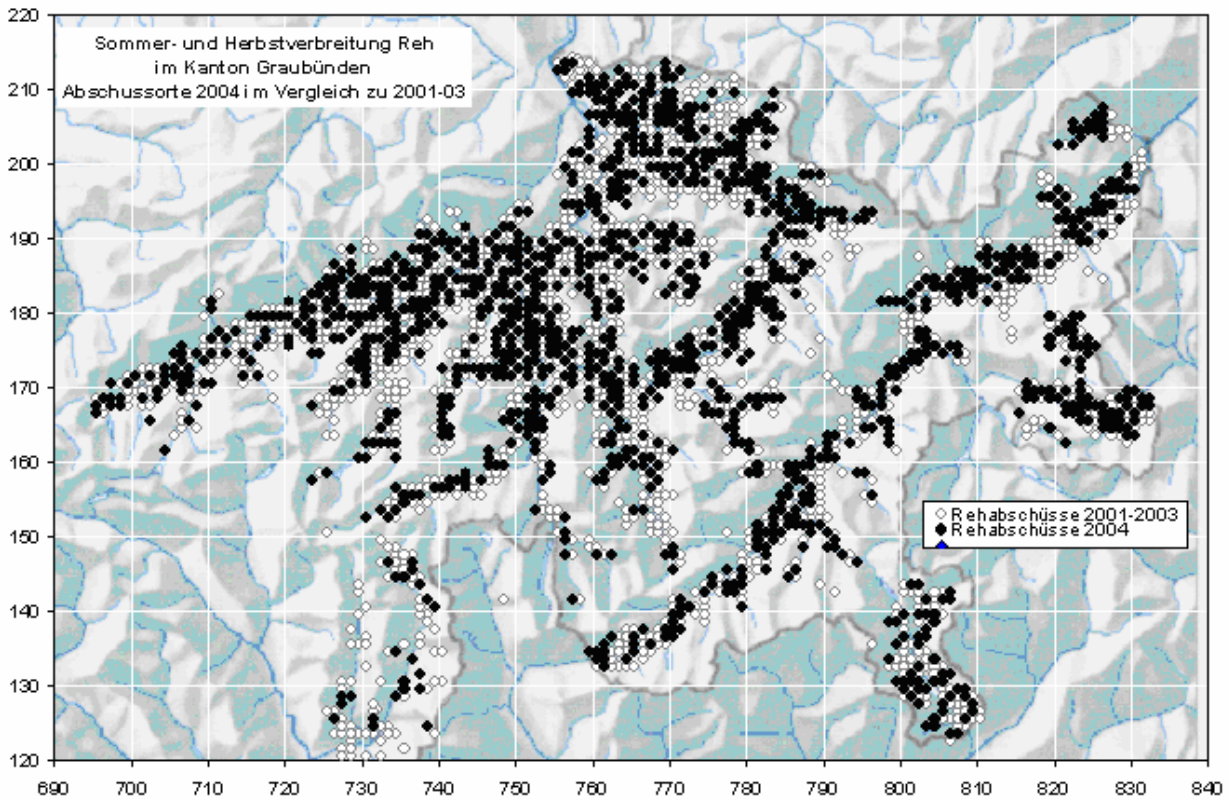 Sommer- und Herbstverbreitung Reh
im Kanton Graubünden
Abschussorte 2004 im Vergleich zu 2001-03
220
210
200
190
180
170
160
150
140
130
120
Rehabschüsse 2001-2003
Rehabschüsse 2004
690 700 710 720 730 740 750 760 770 780 790 800 810 820 830 840